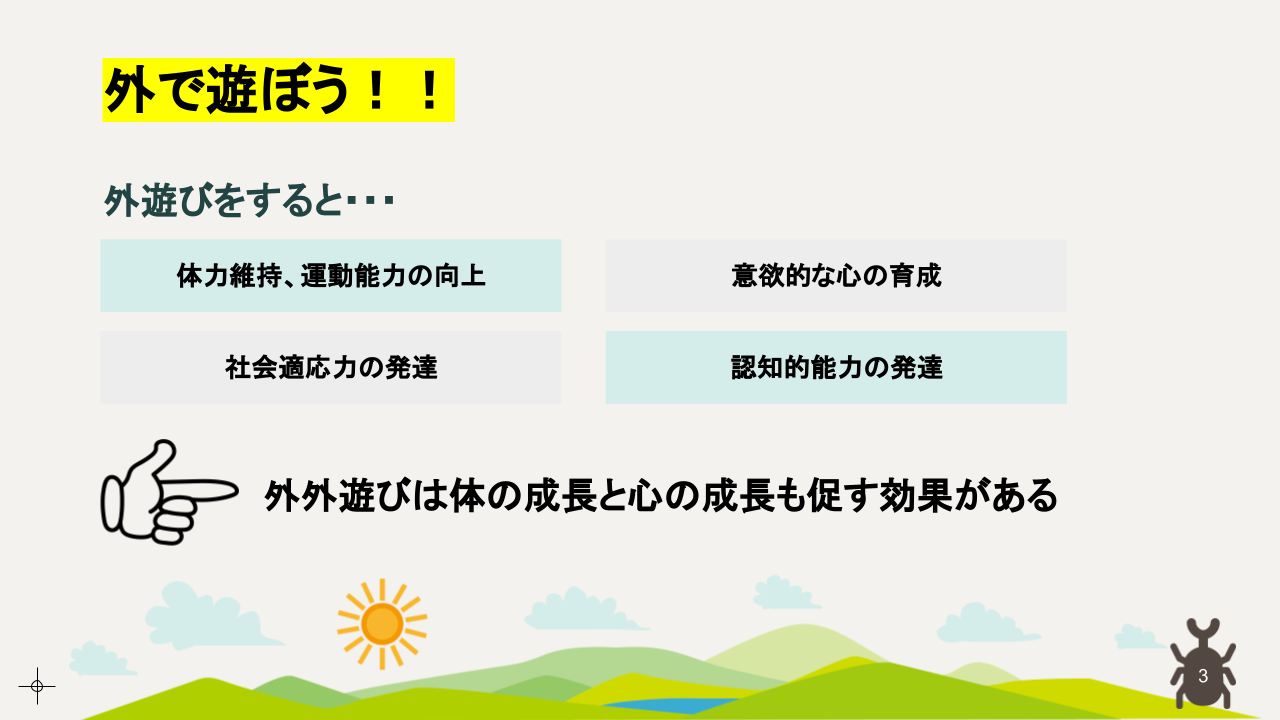 外で遊ぼう！！
外遊びをすると・・・
体力維持、運動能力の向上
意欲的な心の育成
社会適応力の発達
認知的能力の発達
外外遊びは体の成長と心の成長も促す効果がある
3